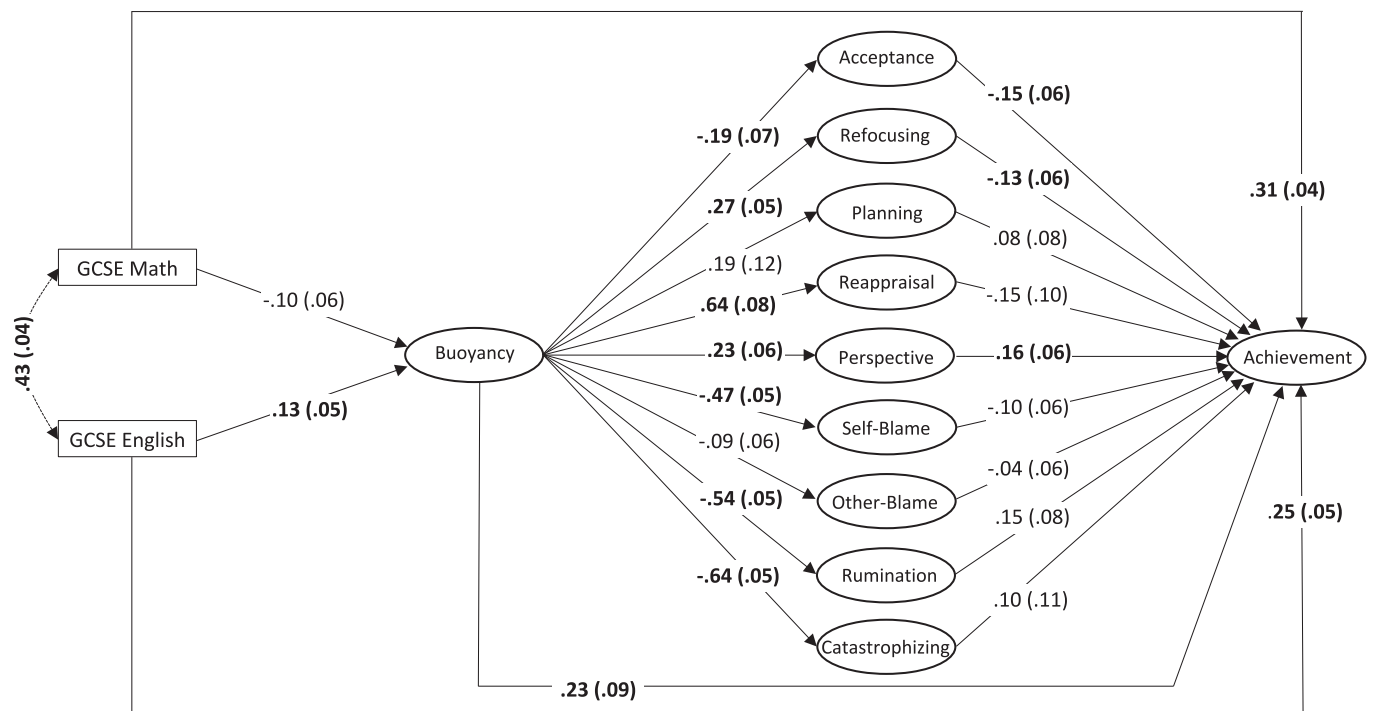 Acceptance
-.15 (.06)
-.19 (.07)
Refocusing
-.13 (.06)
.31 (.04)
.27 (.05)
Planning
.08 (.08)
.19 (.12)
GCSE Math
Reappraisal
-.15 (.10)
-.10 (.06)
.64 (.08)
.43 (.04)
Buoyancy
.23 (.06)
Perspective
.16 (.06)
Achievement
.13 (.05)
-.47 (.05)
Self-Blame
-.10 (.06)
GCSE English
-.09 (.06)
-.04 (.06)
Other-Blame
-.54 (.05)
.15 (.08)
.25 (.05)
Rumination
-.64 (.05)
.10 (.11)
Catastrophizing
.23 (.09)